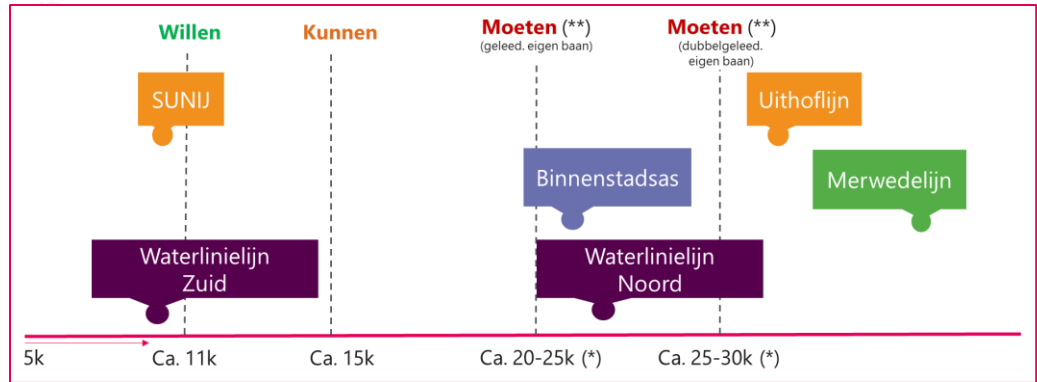 Willen
Kunnen
Moeten (**)
(geleed. eigen baan)
Moeten (**)
(dubbelgeleed.
eigen baan)
SUNIJ
Uithoflijn
Binnenstadsas
Merwedelijn
Waterlinielijn
Zuid
Waterlinielijn
Noord
5k
Ca. 11k
Ca. 15k
Ca. 20-25k (*)
Ca. 25-30k (*)